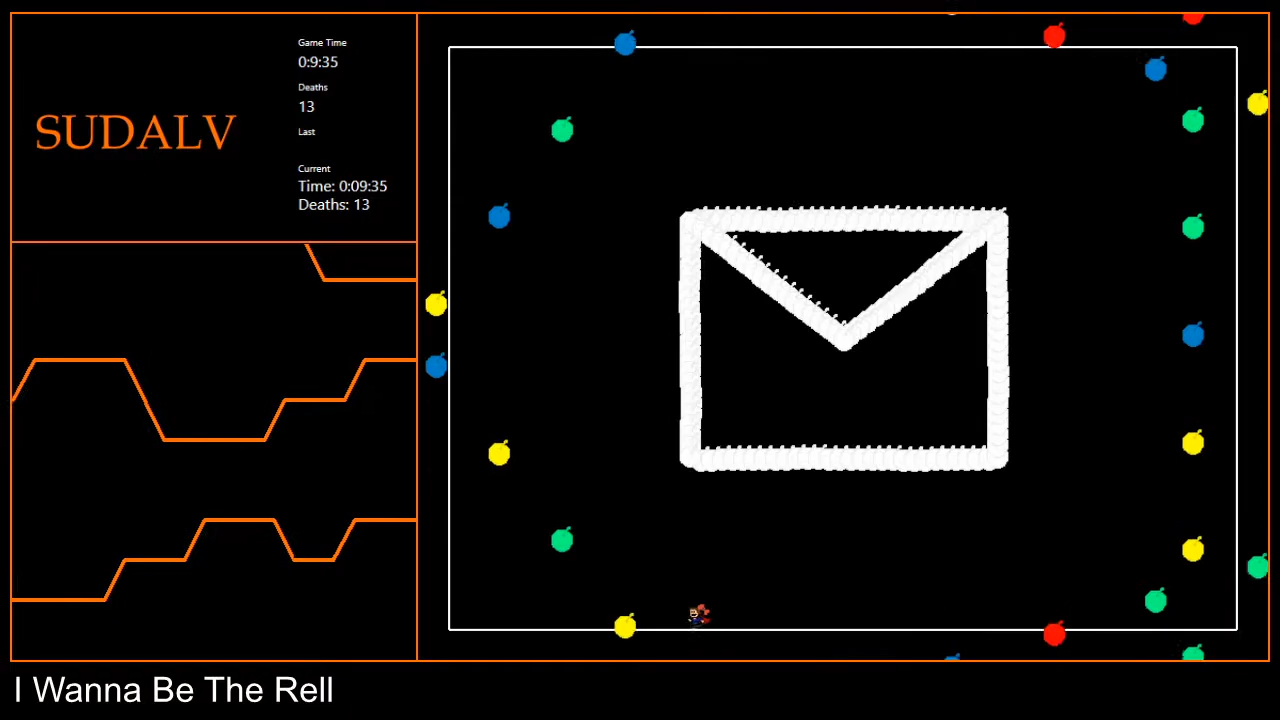 SUDALV
Game Time
0:9:35
Deaths
13
Last
Current
Time: 0:09:35
Deaths: 13
I Wanna Be The Rell